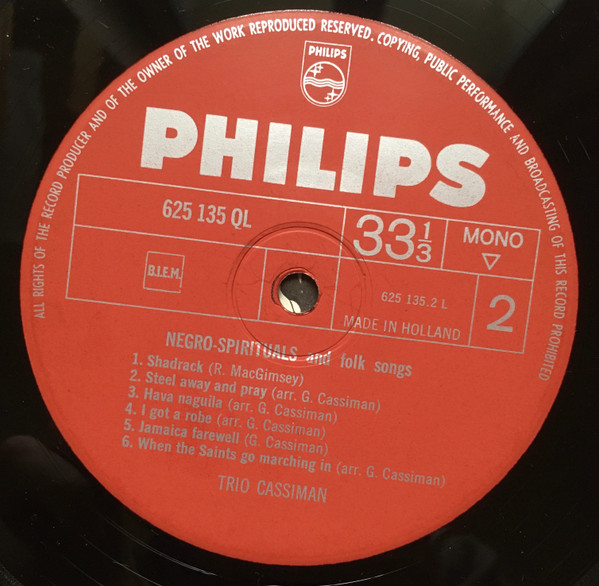 ALL RIGHTS OF THE RECORD PRODUCER AND OF THE OWNER OF THE WORK REPRODUCED RESERVED. COPYING, PUBLIC PERFORMANCE AND BROADCASTING OF THIS RECORD PROHIBITED
PHILIPS
PHILIPS
625 135 QL
33 1/3
MONO
B.I.E.M.
625 135.2 L
MADE IN HOLLAND
2
NEGRO-SPIRITUALS and folk songs
1. Shadrack (R. MacGimsey)
2. Steel away and pray (arr. G. Cassiman)
3. Hava naguila (arr. G. Cassiman)
4. I got a robe (arr. G. Cassiman)
5. Jamaica farewell (G. Cassiman)
6. When the Saints go marching in (arr. G. Cassiman)
TRIO CASSIMAN